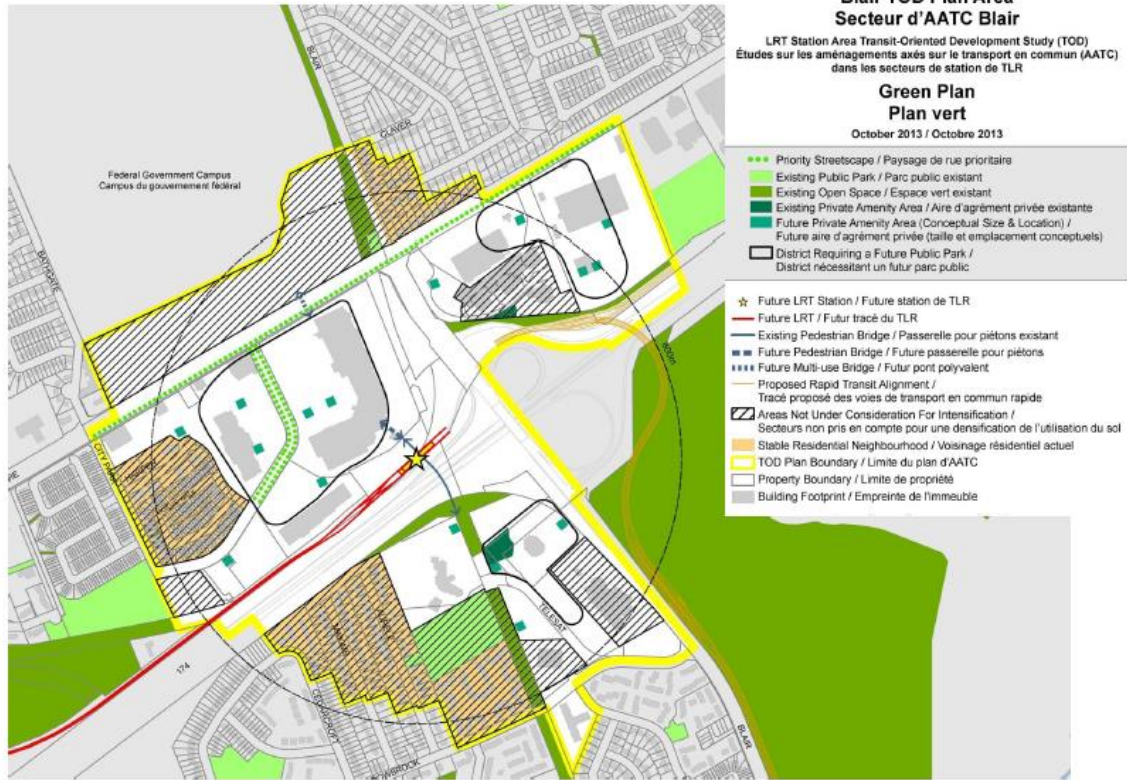 Blair TOD Plan Area
Secteur d'AATC Blair
LRT Station Area Transit-Oriented Development Study (TOD)
Études sur les aménagements axés sur le transport en commun (AATC)
dans les secteurs de station de TLR
Green Plan
Plan vert
October 2013 / Octobre 2013
Priority Streetscape / Paysage de rue prioritaire
Existing Public Park / Parc public existant
Existing Open Space / Espace vert existant
Existing Private Amenity Area / Aire d'agrément privée existante
Future Private Amenity Area (Conceptual Size & Location) /
Future aire d'agrément privée (taille et emplacement conceptuels)
District Requiring a Future Public Park /
District nécessitant un futur parc public
Future LRT Station / Future station de TLR
Future LRT / Futur tracé du TLR
Existing Pedestrian Bridge / Passerelle pour piétons existant
Future Pedestrian Bridge / Future passerelle pour piétons
Future Multi-use Bridge / Futur pont polyvalent
Proposed Rapid Transit Alignment /
Tracé proposé des voies de transport en commun rapide
Areas Not Under Consideration For Intensification /
Secteurs non pris en compte pour une densification de l'utilisation du sol
Stable Residential Neighbourhood / Voisinage résidentiel actuel
TOD Plan Boundary / Limite du plan d'AATC
Property Boundary / Limite de propriété
Building Footprint / Empreinte de l'immeuble
BLAIR
CLAVER
Federal Government Campus
Campus du gouvernement fédéral
BATHGATE
800m
CITY PARK
PIE
TELESAT
174
BLAIR